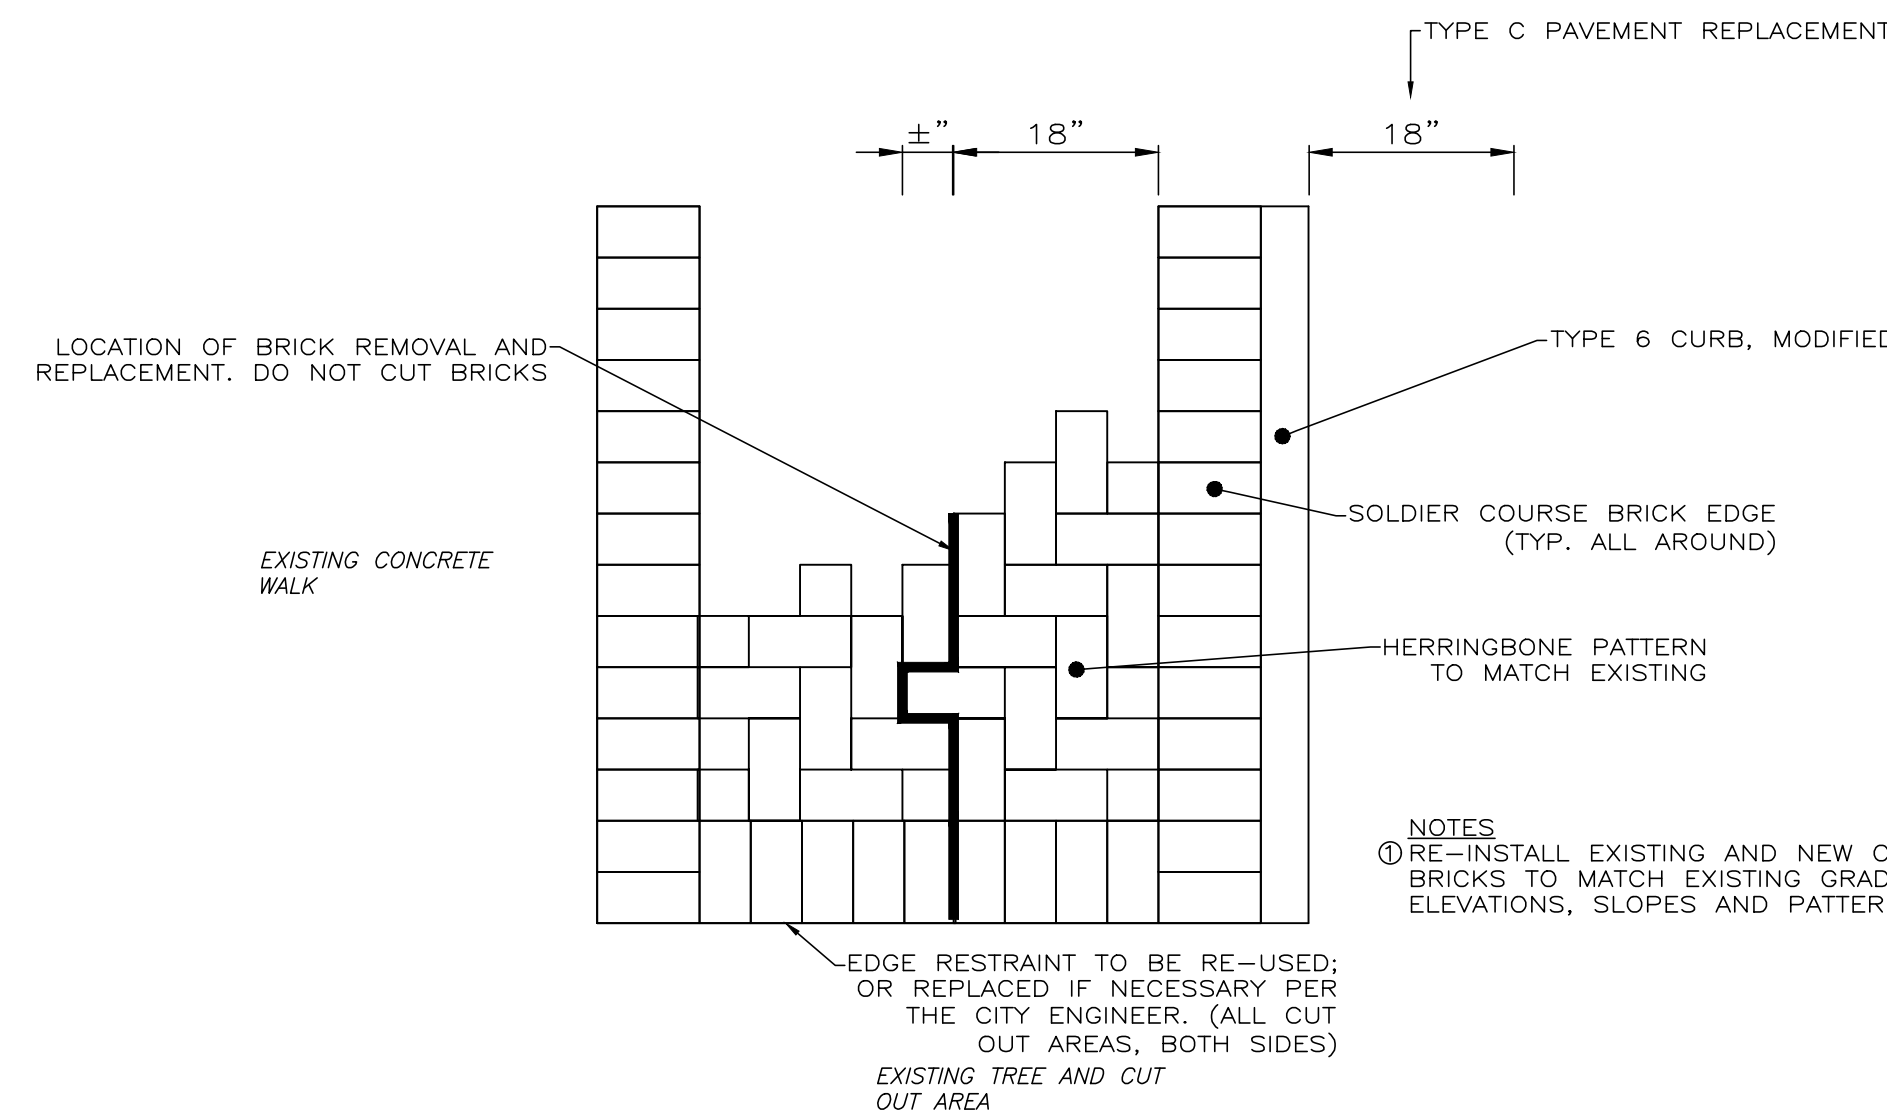 TYPE C PAVEMENT REPLACEMENT
±"
18"
18"
LOCATION OF BRICK REMOVAL AND
REPLACEMENT. DO NOT CUT BRICKS
TYPE 6 CURB, MODIFIED
SOLDIER COURSE BRICK EDGE
(TYP. ALL AROUND)
EXISTING CONCRETE
WALK
HERRINGBONE PATTERN
TO MATCH EXISTING
NOTES
① RE-INSTALL EXISTING AND NEW
BRICKS TO MATCH EXISTING
ELEVATIONS, SLOPES AND
EDGE RESTRAINT TO BE RE-USED;
OR REPLACED IF NECESSARY PER
THE CITY ENGINEER. (ALL CUT
OUT AREAS, BOTH SIDES)
EXISTING TREE AND CUT
OUT AREA